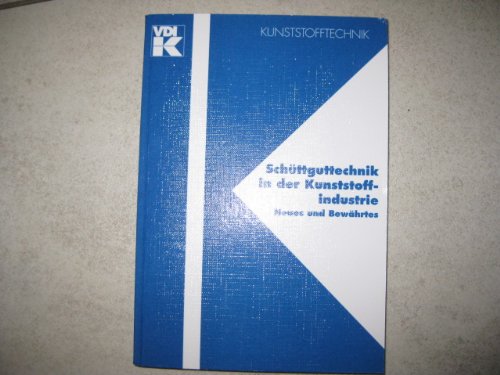 VDI
K
KUNSTSTOFFTECHNIK
Schüttguttechnik
in der Kunststoff-
industrie
Neues und Bewährtes